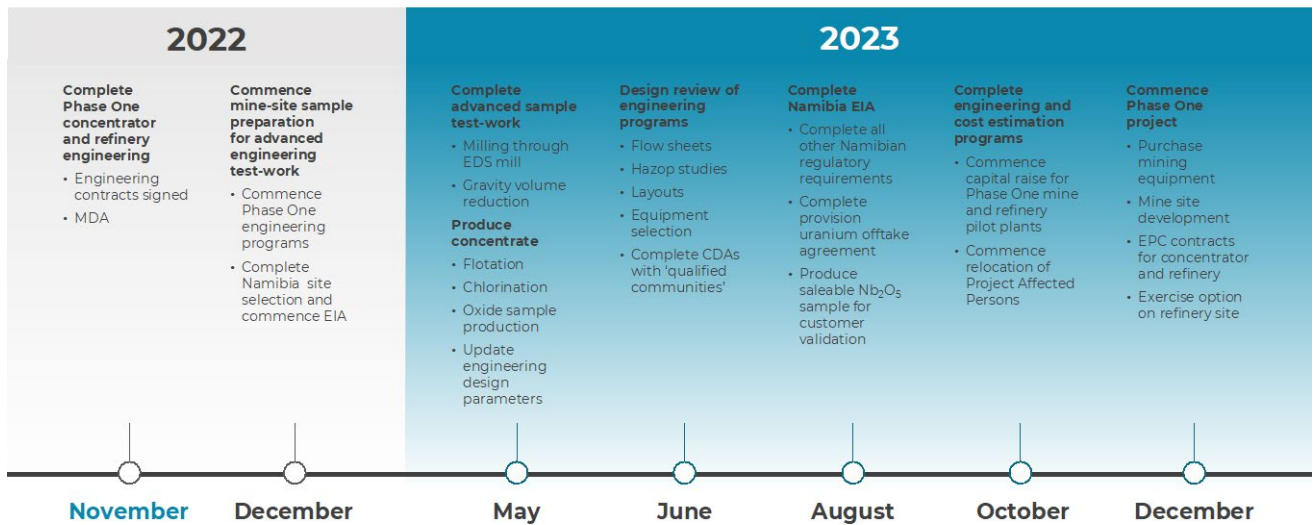 2022
2023
Complete
Phase One
concentrator
and refinery
engineering
• Engineering
contracts signed
• MDA
Commence
mine-site sample
preparation
for advanced
engineering
test-work
• Commence
Phase One
engineering
programs
• Complete
Namibia site
selection and
commence EIA
Complete
advanced sample
test-work
• Milling through
EDS mill
• Gravity volume
reduction
Produce
concentrate
• Flotation
• Chlorination
• Oxide sample
production
• Update
engineering
design
parameters
Design review of
engineering
programs
• Flow sheets
• Hazop studies
• Layouts
• Equipment
selection
• Complete CDAs
with ‘qualified
communities’
Complete
Namibia EIA
• Complete all
other Namibian
regulatory
requirements
• Complete
provision
uranium offtake
agreement
• Produce
saleable Nb₂O₅
sample for
customer
validation
Complete
engineering and
cost estimation
programs
• Commence
capital raise for
Phase One mine
and refinery
pilot plants
• Commence
relocation of
Project Affected
Persons
Commence
Phase One
project
• Purchase
mining
equipment
• Mine site
development
• EPC contracts
for concentrator
and refinery
• Exercise option
on refinery site
November
December
May
June
August
October
December